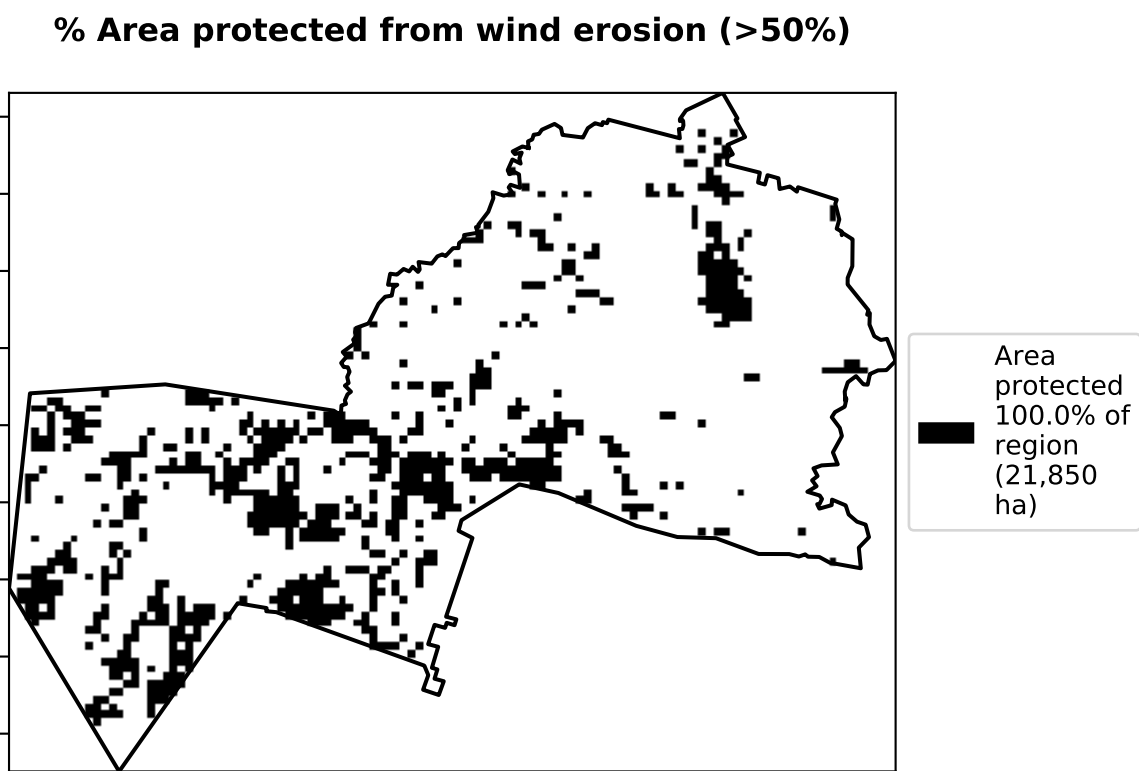 % Area protected from wind erosion (>50%)
Area
protected
100.0% of
region
(21,850
ha)